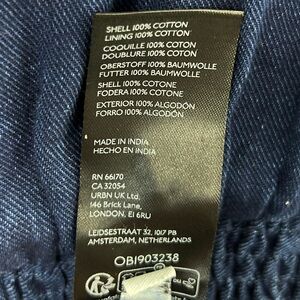 SHELL 100% COTTON
LINING 100% COTTON
COQUILLE 100% COTON
DOUBLURE 100% COTON
OBERSTOFF 100% BAUMWOLLE
FUTTER 100% BAUMWOLLE
SHELL 100% COTONE
FODERA 100% COTONE
EXTERIOR 100% ALGODÓN
FORRO 100% ALGODÓN
MADE IN INDIA
HECHO EN INDIA
RN 66170
CA 32054
URBN UK Ltd,
146 Brick Lane,
LONDON, E1 6RU
LEIDSESTRAAT 32, 1017 PB
AMSTERDAM, NETHERLANDS
OB1903238